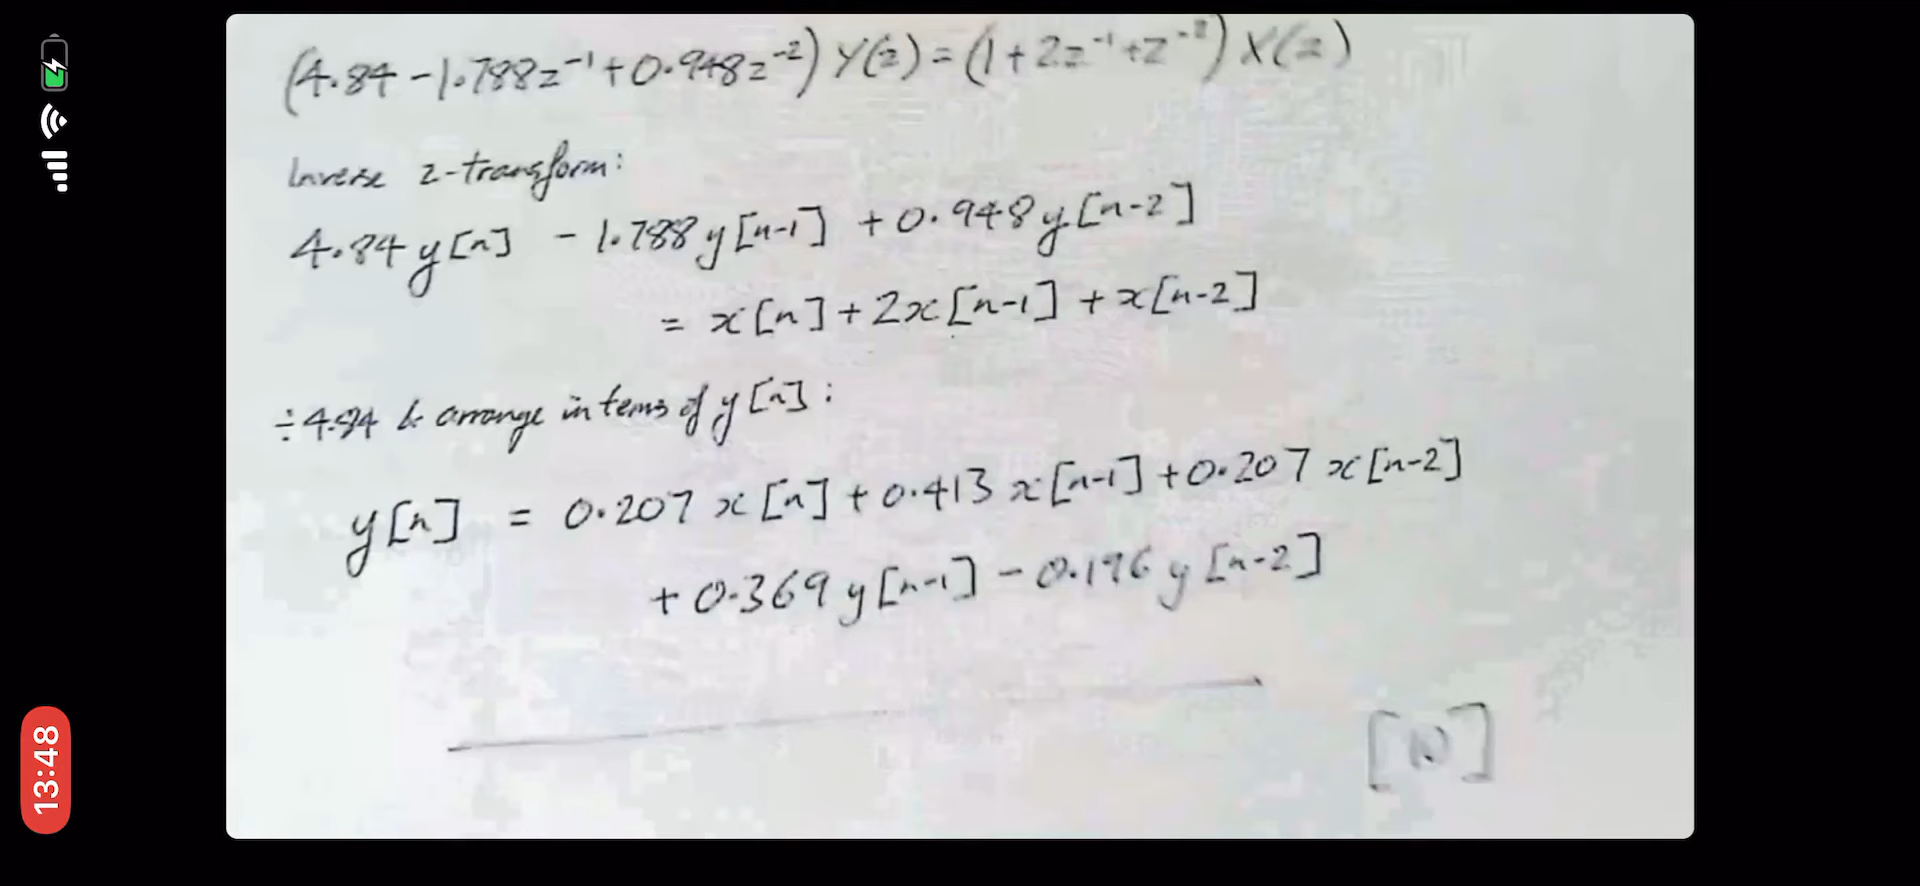 (4.84 - 1.788z⁻¹ + 0.948z⁻²) Y(z) = (1 + 2z⁻¹ + z⁻²) X(z)
Inverse z-transform:
4.84 y[n] - 1.788 y[n-1] + 0.948 y[n-2]
= x[n] + 2x[n-1] + x[n-2]
÷ 4.84 & arrange in terms of y[n]:
y[n] = 0.207 x[n] + 0.413 x[n-1] + 0.207 x[n-2]
+ 0.369 y[n-1] - 0.196 y[n-2]
[10]
13:48